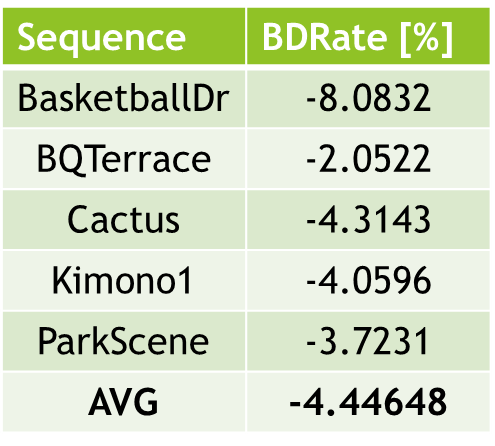 Sequence BDRate [%]
BasketballDr -8.0832
BQTerrace -2.0522
Cactus -4.3143
Kimono1 -4.0596
ParkScene -3.7231
AVG -4.44648